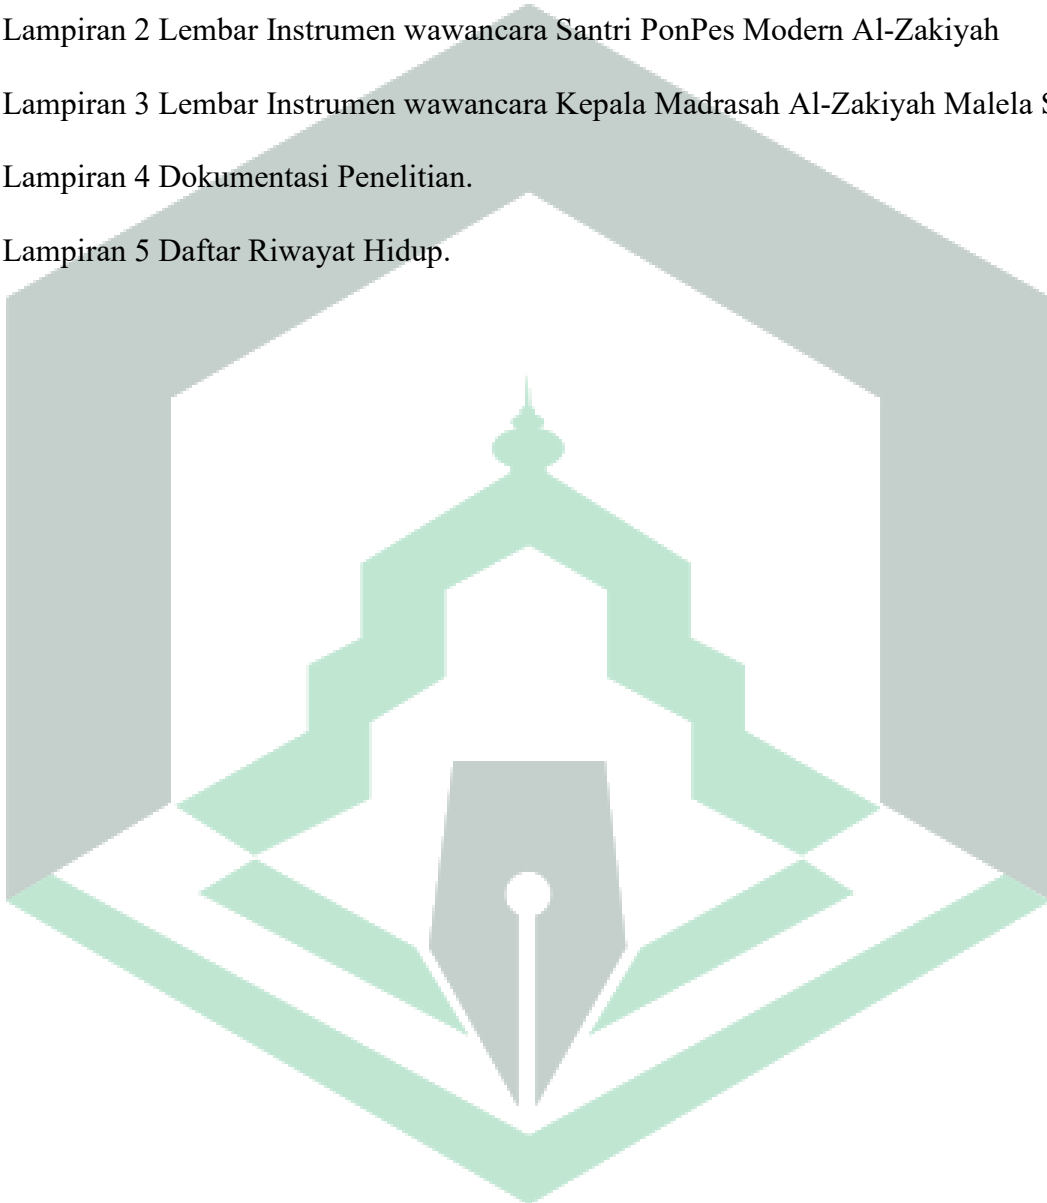 Lampiran 2 Lembar Instrumen wawancara Santri PonPes Modern Al-Zakiyah
Lampiran 3 Lembar Instrumen wawancara Kepala Madrasah Al-Zakiyah Malela
Lampiran 4 Dokumentasi Penelitian.
Lampiran 5 Daftar Riwayat Hidup.